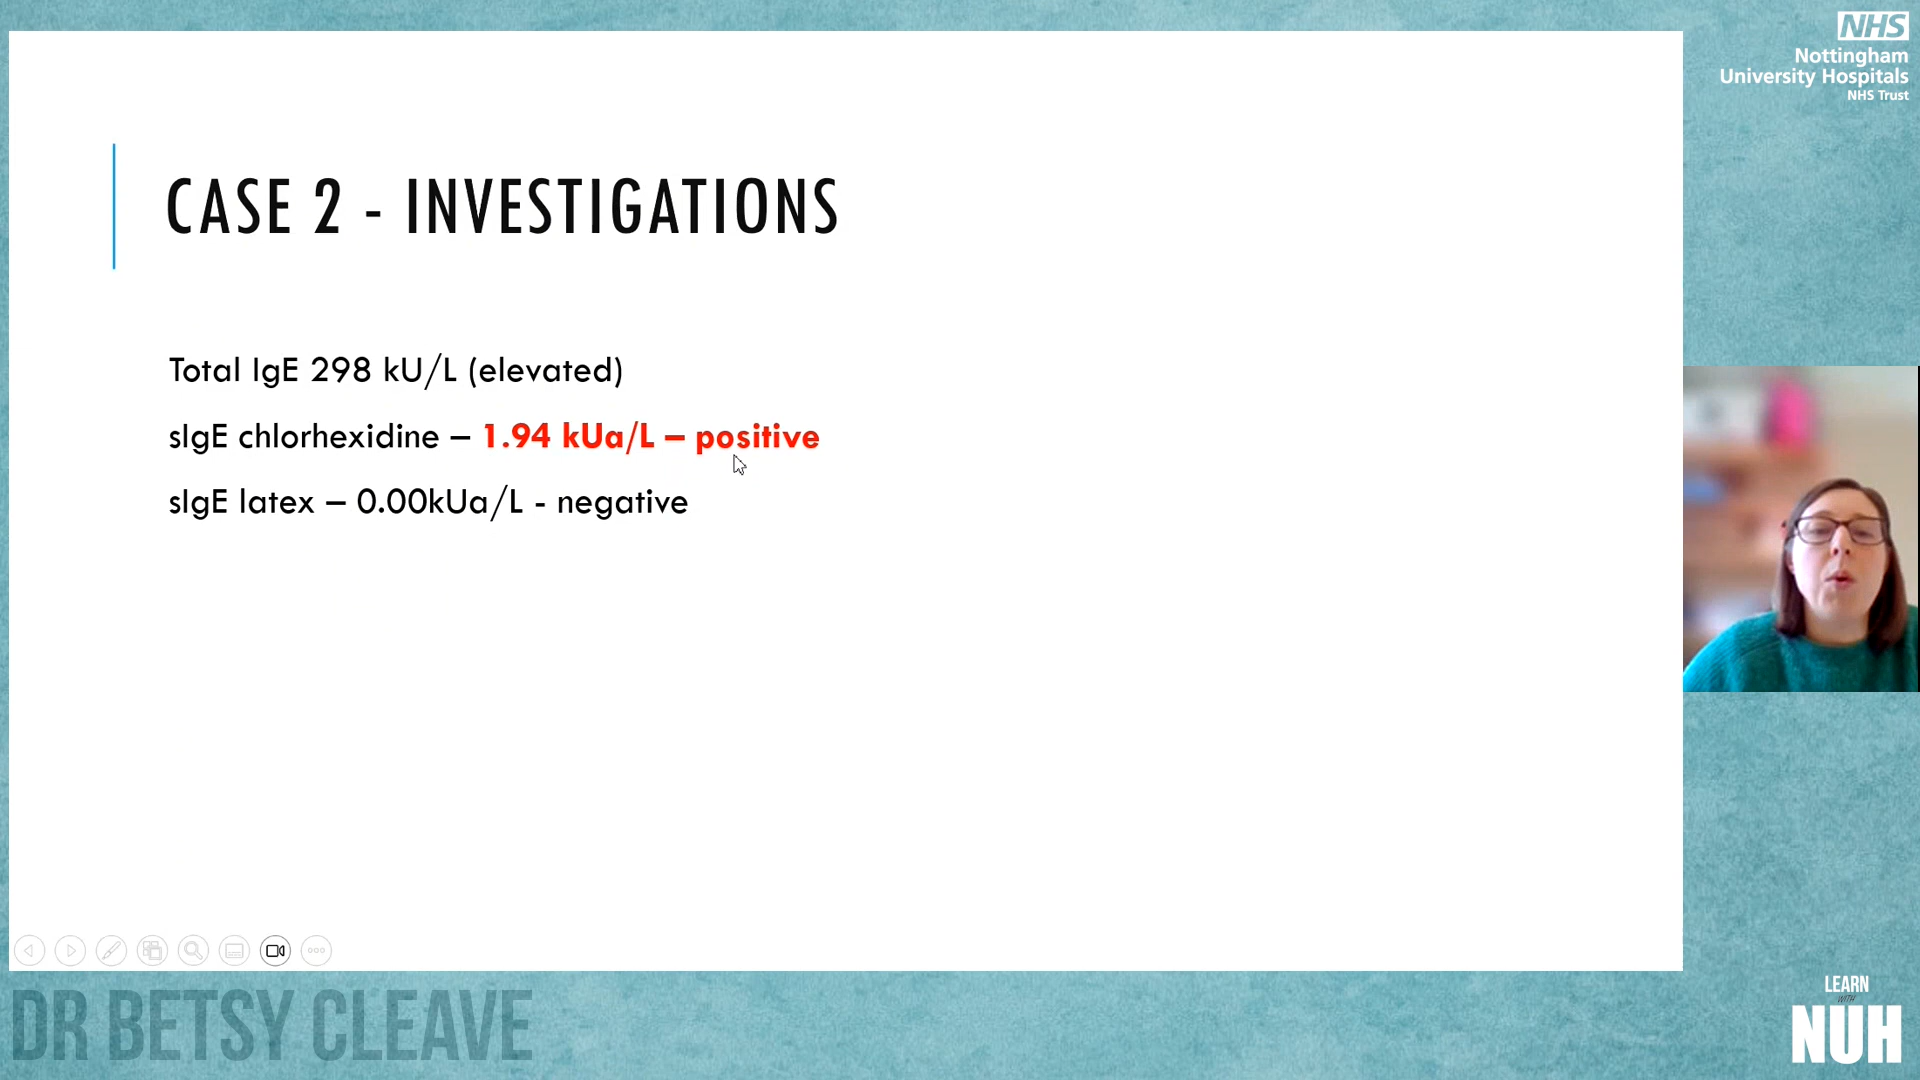 NHS
Nottingham
University Hospitals
NHS Trust
CASE 2 - INVESTIGATIONS
Total IgE 298 kU/L (elevated)
sIgE chlorhexidine – 1.94 kUa/L – positive
sIgE latex – 0.00kUa/L - negative
DR BETSY CLEAVE
LEARN
WITH
NUH